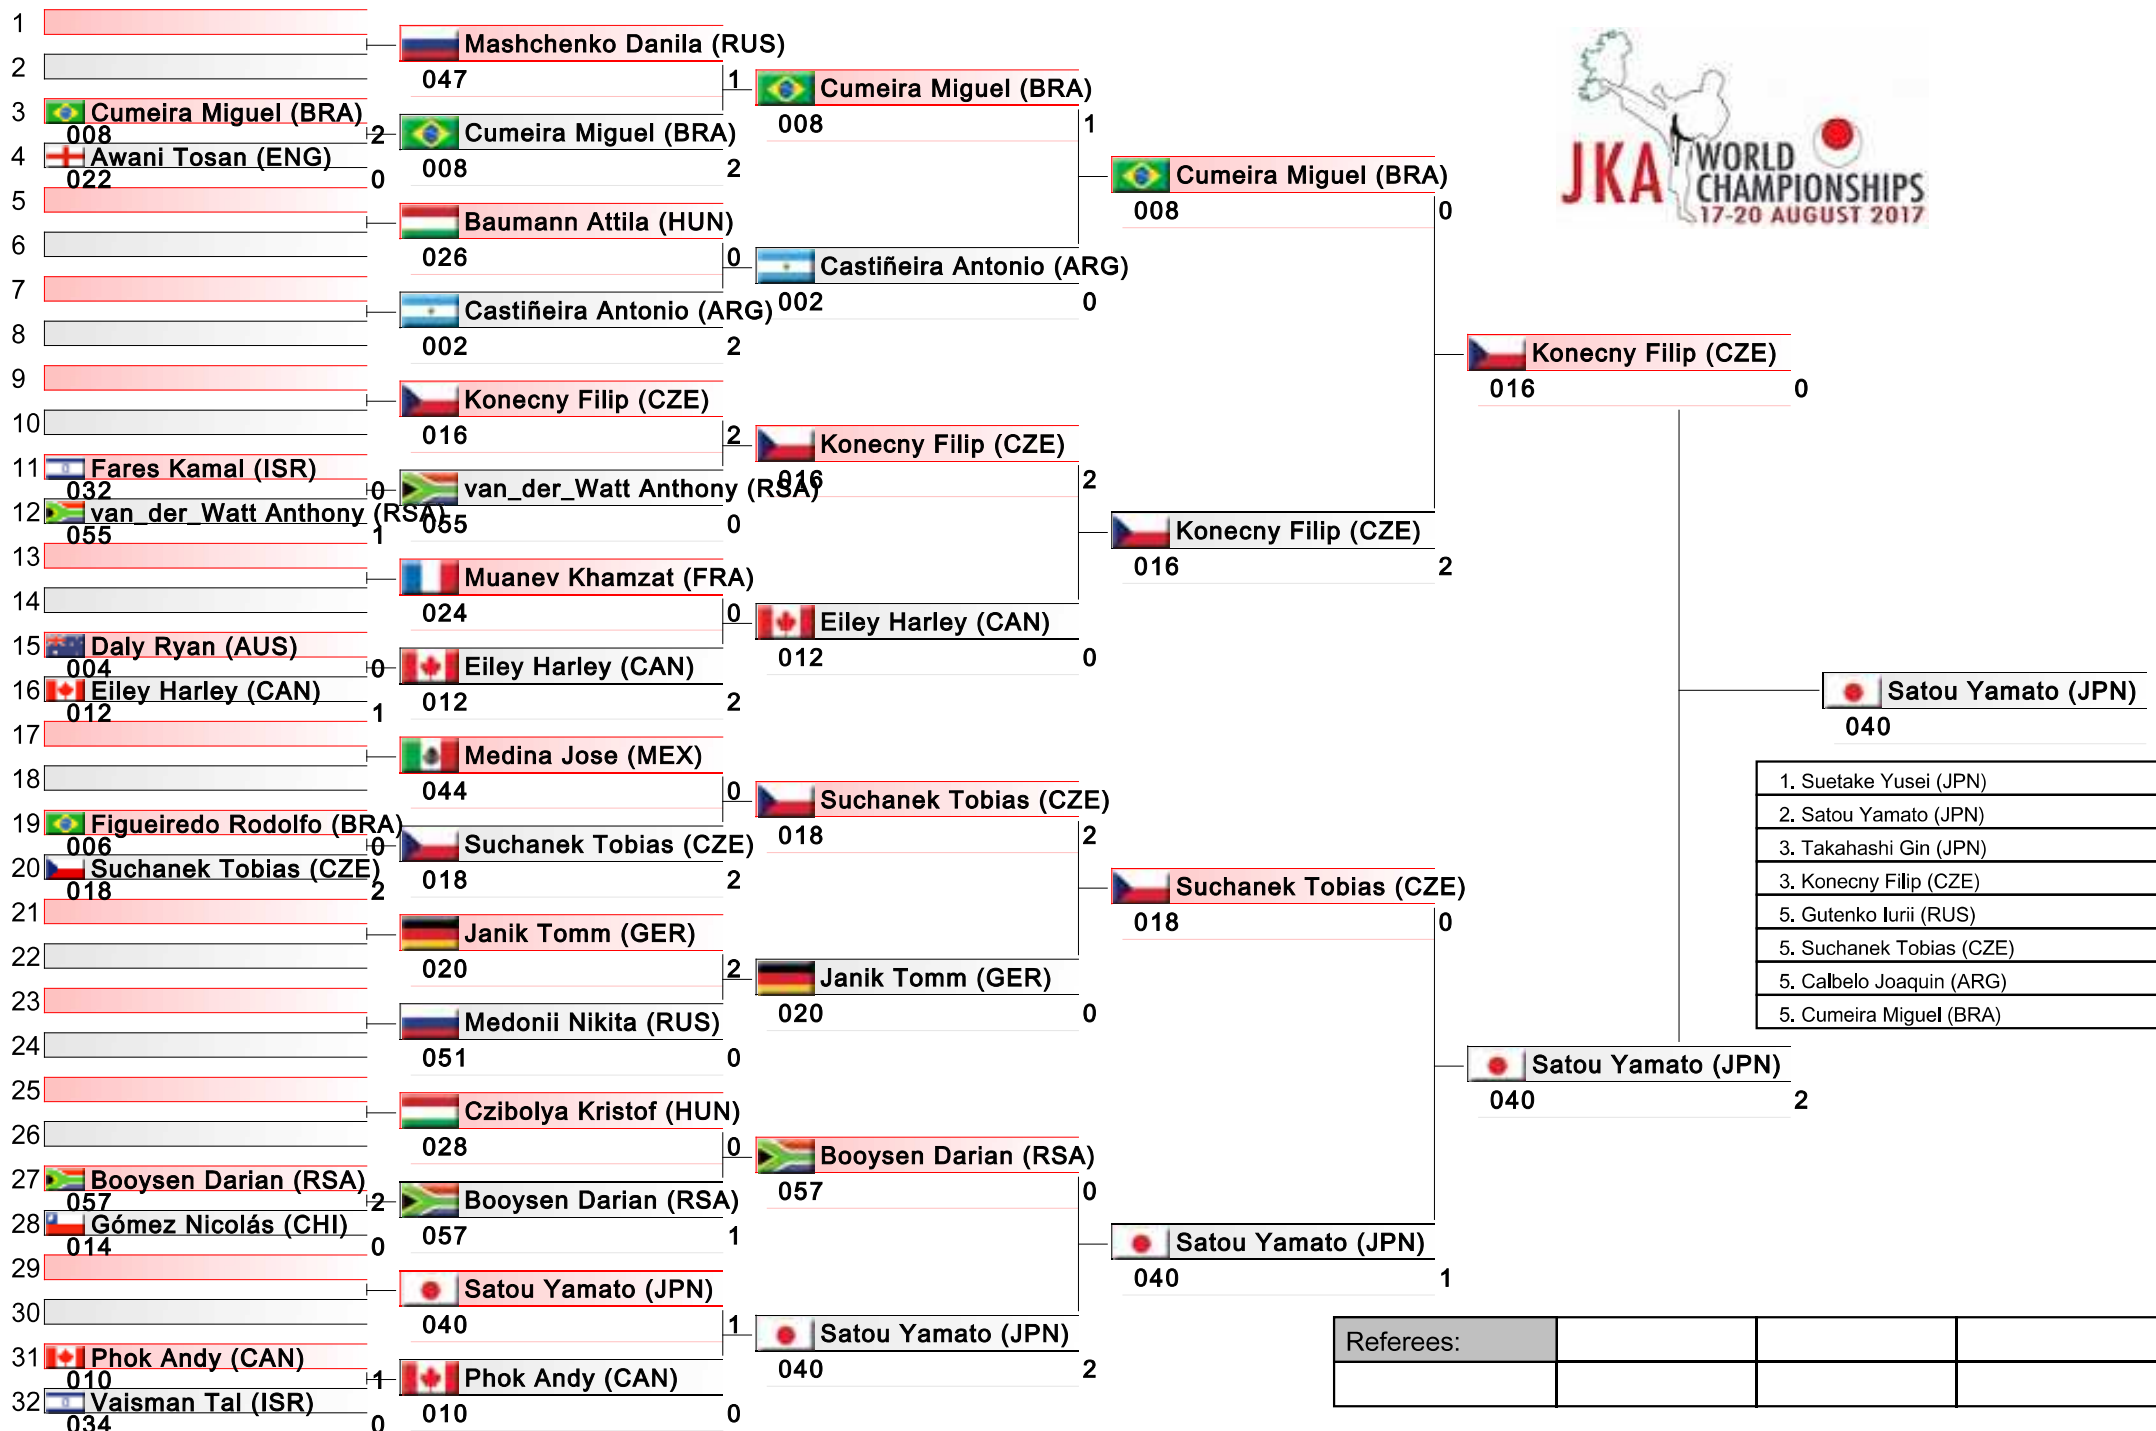 1
Mashchenko Danila (RUS)
2
047
1
Cumeira Miguel (BRA)
3
Cumeira Miguel (BRA)
008
2
Cumeira Miguel (BRA)
008
1
4
Awani Tosan (ENG)
022
0
008
2
Cumeira Miguel (BRA)
008
0
5
Baumann Attila (HUN)
6
026
0
Castiñeira Antonio (ARG)
7
Castiñeira Antonio (ARG)
002
0
8
002
2
Konecny Filip (CZE)
016
0
9
Konecny Filip (CZE)
10
016
2
Konecny Filip (CZE)
11
Fares Kamal (ISR)
032
0
van_der_Watt Anthony (RSA)
016
2
12
van_der_Watt Anthony (RSA)
055
1
055
0
Konecny Filip (CZE)
016
2
13
Muanev Khamzat (FRA)
14
024
0
Eiley Harley (CAN)
15
Daly Ryan (AUS)
004
0
Eiley Harley (CAN)
012
0
16
Eiley Harley (CAN)
012
1
012
2
Satou Yamato (JPN)
040
17
Medina Jose (MEX)
18
044
0
Suchanek Tobias (CZE)
19
Figueiredo Rodolfo (BRA)
006
0
Suchanek Tobias (CZE)
018
2
20
Suchanek Tobias (CZE)
018
2
018
2
Suchanek Tobias (CZE)
018
0
21
Janik Tomm (GER)
22
020
2
Janik Tomm (GER)
23
Medonii Nikita (RUS)
020
0
24
051
0
Satou Yamato (JPN)
040
2
25
Czibolya Kristof (HUN)
26
028
0
Booysen Darian (RSA)
27
Booysen Darian (RSA)
057
2
Booysen Darian (RSA)
057
0
28
Gómez Nicolás (CHI)
014
0
057
1
Satou Yamato (JPN)
040
1
29
Satou Yamato (JPN)
30
040
1
Satou Yamato (JPN)
31
Phok Andy (CAN)
010
1
Phok Andy (CAN)
040
2
32
Vaisman Tal (ISR)
034
0
010
0
JKA WORLD
CHAMPIONSHIPS
17-20 AUGUST 2017
1. Suetake Yusei (JPN)
2. Satou Yamato (JPN)
3. Takahashi Gin (JPN)
3. Konecny Filip (CZE)
5. Gutenko Iurii (RUS)
5. Suchanek Tobias (CZE)
5. Calbelo Joaquin (ARG)
5. Cumeira Miguel (BRA)
Referees: